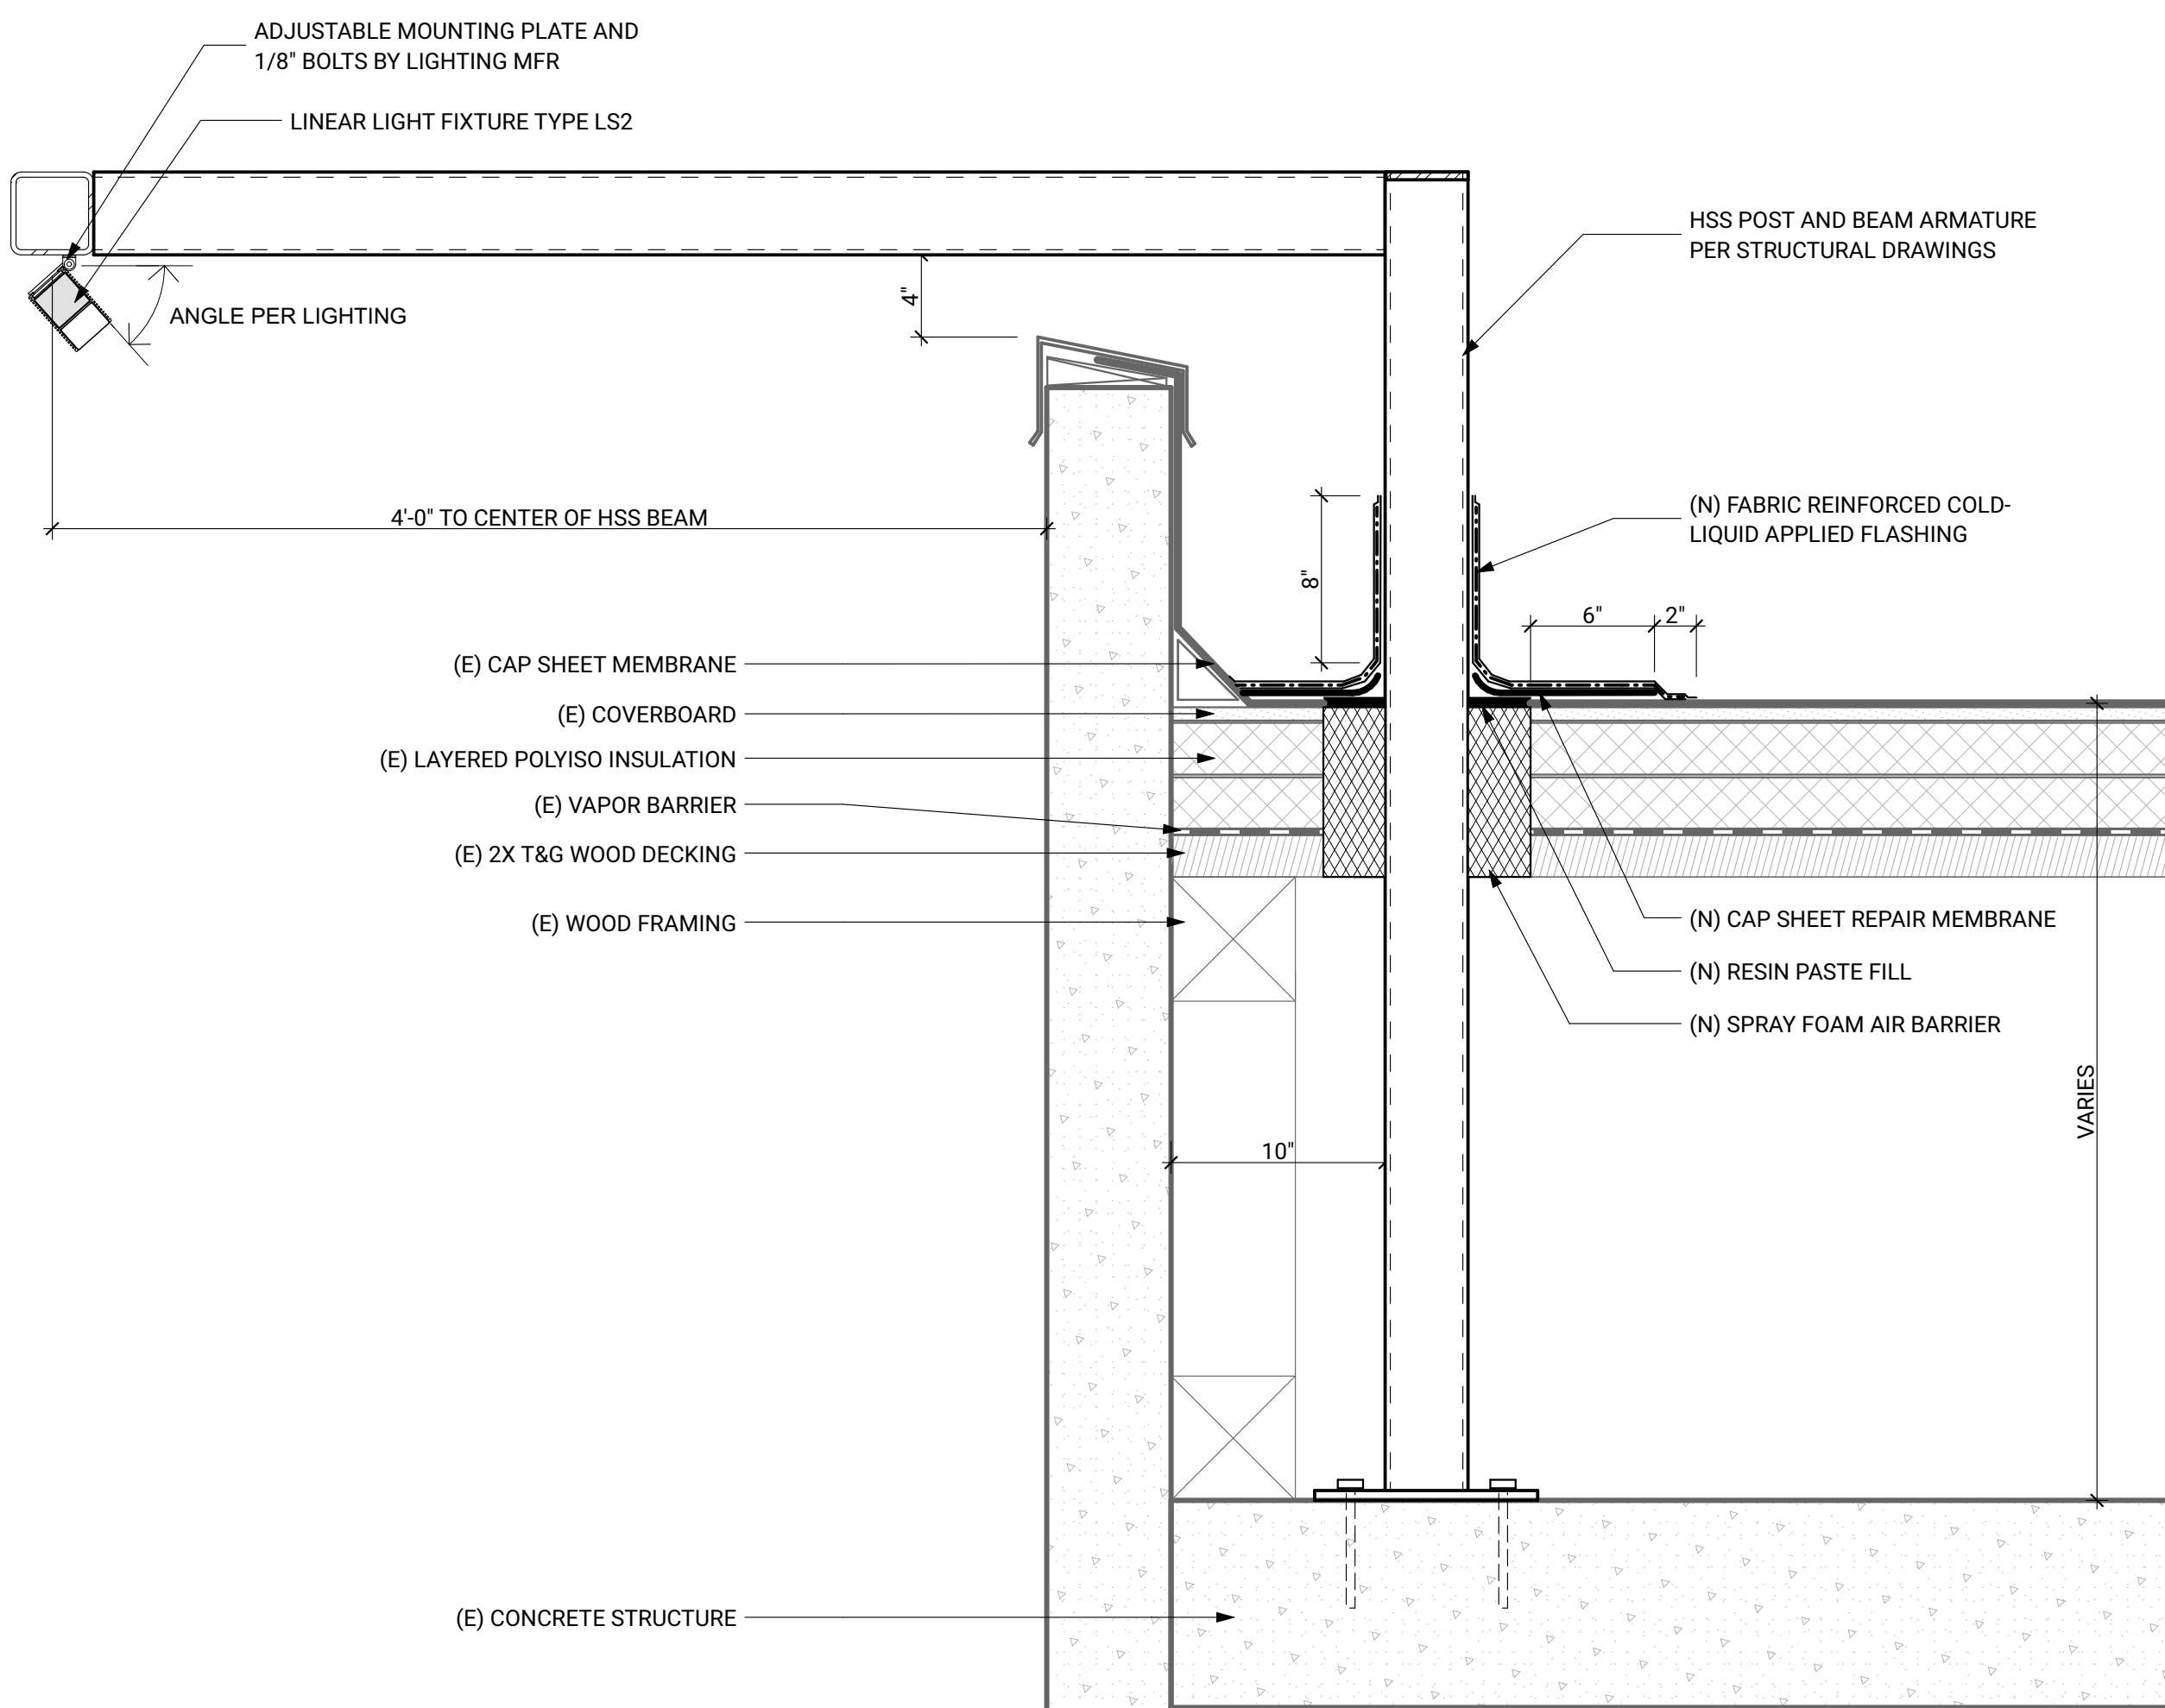 ADJUSTABLE MOUNTING PLATE AND
1/8" BOLTS BY LIGHTING MFR
LINEAR LIGHT FIXTURE TYPE LS2
HSS POST AND BEAM ARMATURE
PER STRUCTURAL DRAWINGS
4"
ANGLE PER LIGHTING
4'-0" TO CENTER OF HSS BEAM
8"
(N) FABRIC REINFORCED COLD-
LIQUID APPLIED FLASHING
6"
2"
(E) CAP SHEET MEMBRANE
(E) COVERBOARD
(E) LAYERED POLYISO INSULATION
(E) VAPOR BARRIER
(E) 2X T&G WOOD DECKING
(E) WOOD FRAMING
(N) CAP SHEET REPAIR MEMBRANE
(N) RESIN PASTE FILL
(N) SPRAY FOAM AIR BARRIER
VARIES
10"
(E) CONCRETE STRUCTURE